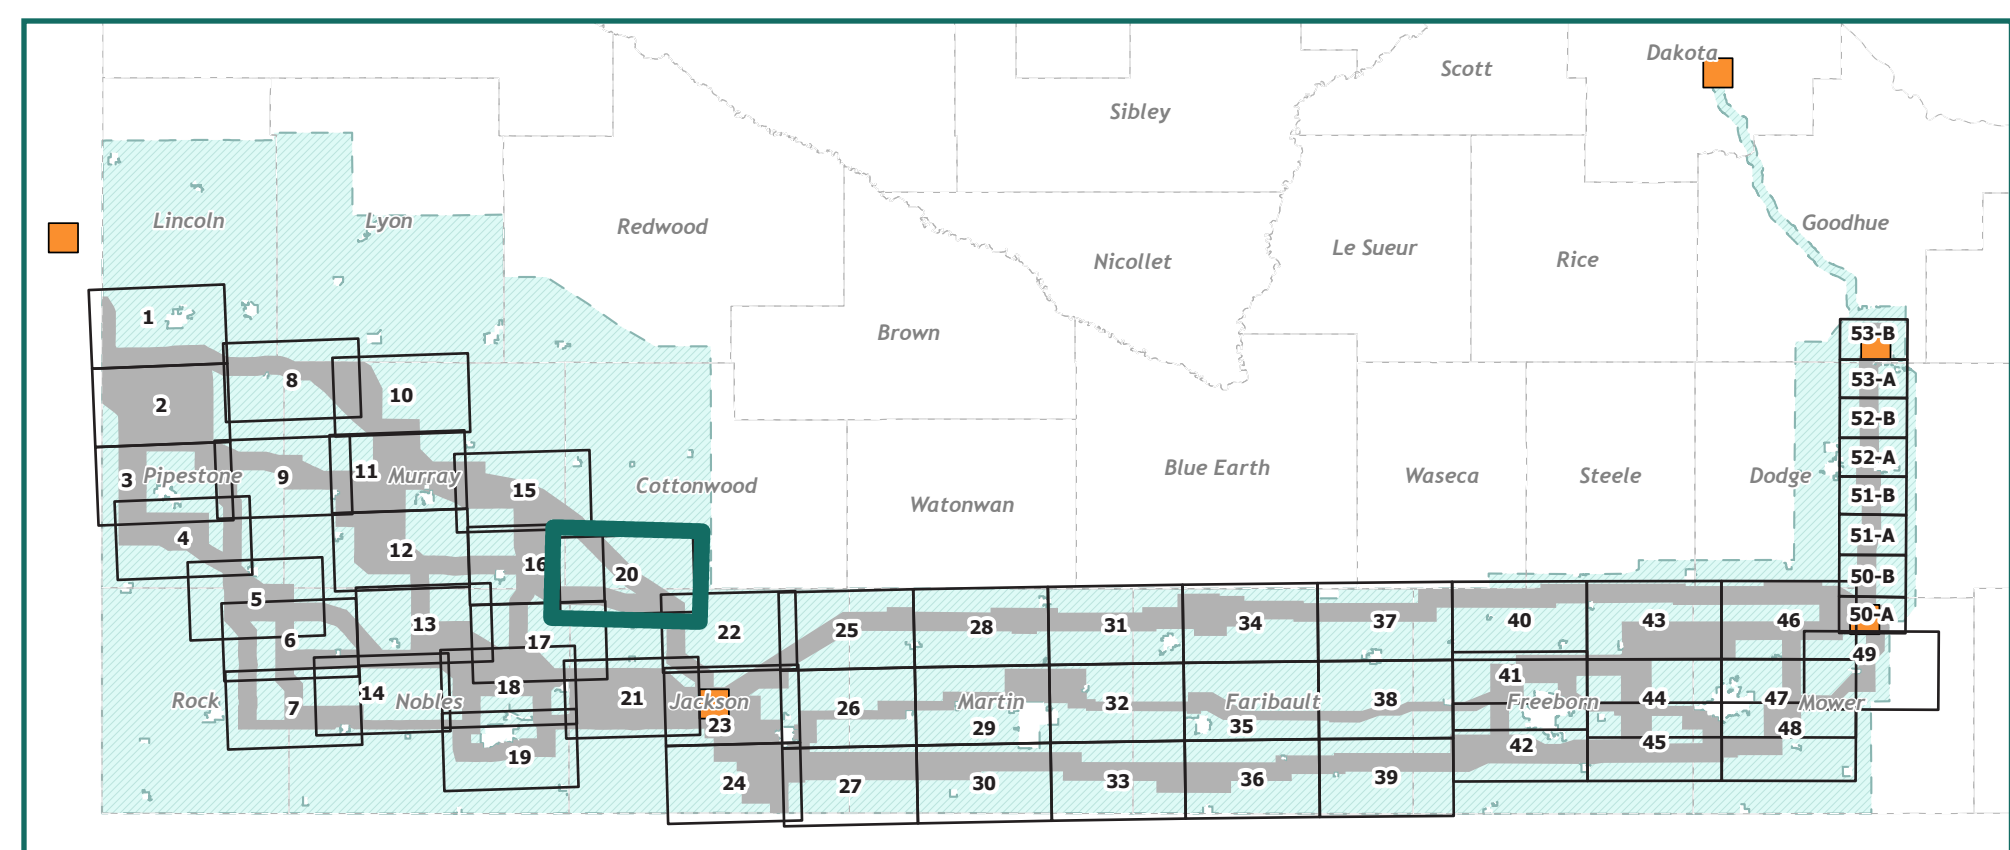 Dakota
Scott
Sibley
Lincoln
Lyon
Redwood
Goodhue
Le Sueur
Rice
Nicollet
1
Brown
53-B
8
53-A
10
2
52-B
52-A
Pipestone
9
11
Murray
3
15
Cottonwood
Watonwan
Blue Earth
Waseca
Steele
Dodge
51-B
4
51-A
12
16
20
50-B
5
50-A
6
13
17
22
25
28
31
34
37
40
43
46
49
Rock
7
14
Nobles
18
21
Jackson
23
26
Martin
29
32
Faribault
35
38
41
Freeborn
44
47
Mower
48
19
24
27
30
33
36
39
42
45